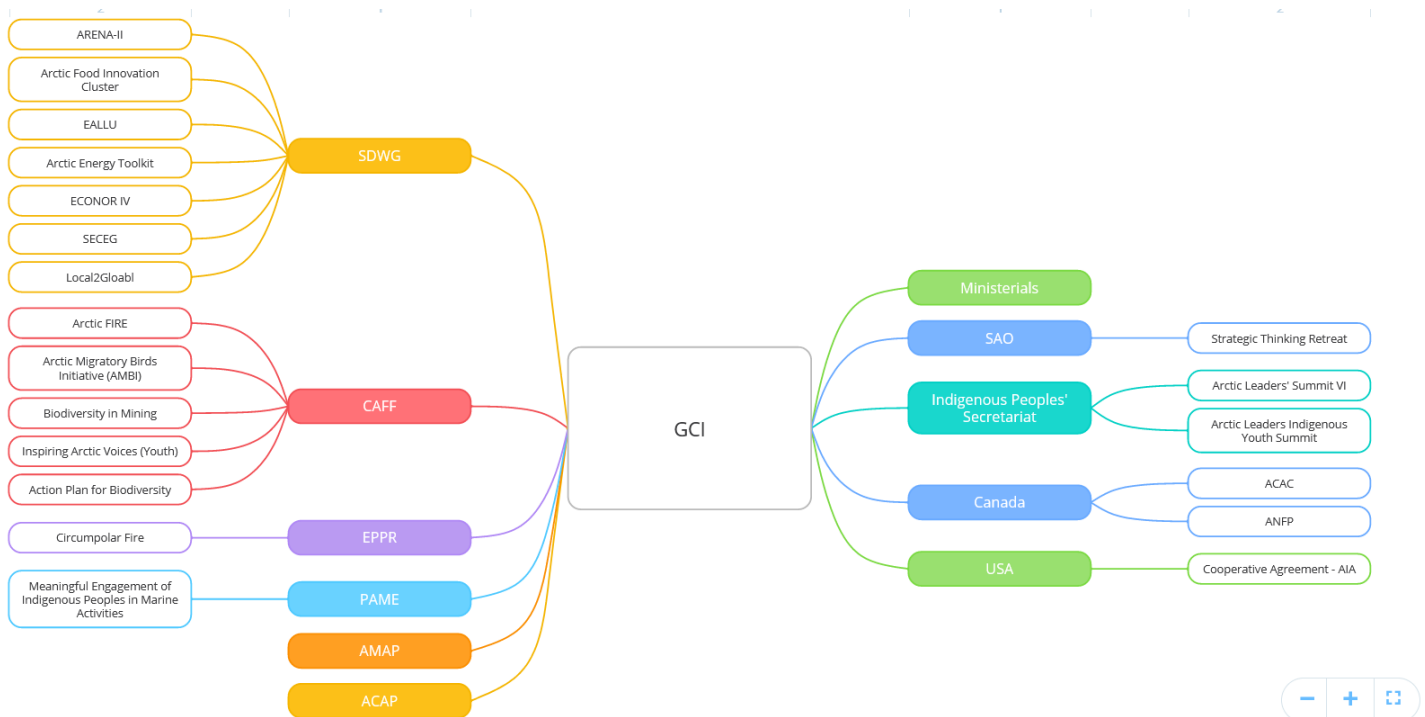 ARENA-II
Arctic Food Innovation
Cluster
EALLU
Arctic Energy Toolkit
ECONOR IV
SECEG
Local2Gloabl
SDWG
Arctic FIRE
Arctic Migratory Birds
Initiative (AMBI)
Biodiversity in Mining
Inspiring Arctic Voices (Youth)
Action Plan for Biodiversity
CAFF
Circumpolar Fire
EPPR
Meaningful Engagement of
Indigenous Peoples in Marine
Activities
PAME
AMAP
ACAP
GCI
Ministerials
SAO
Strategic Thinking Retreat
Indigenous Peoples'
Secretariat
Arctic Leaders' Summit VI
Arctic Leaders Indigenous
Youth Summit
Canada
ACAC
ANFP
USA
Cooperative Agreement - AIA